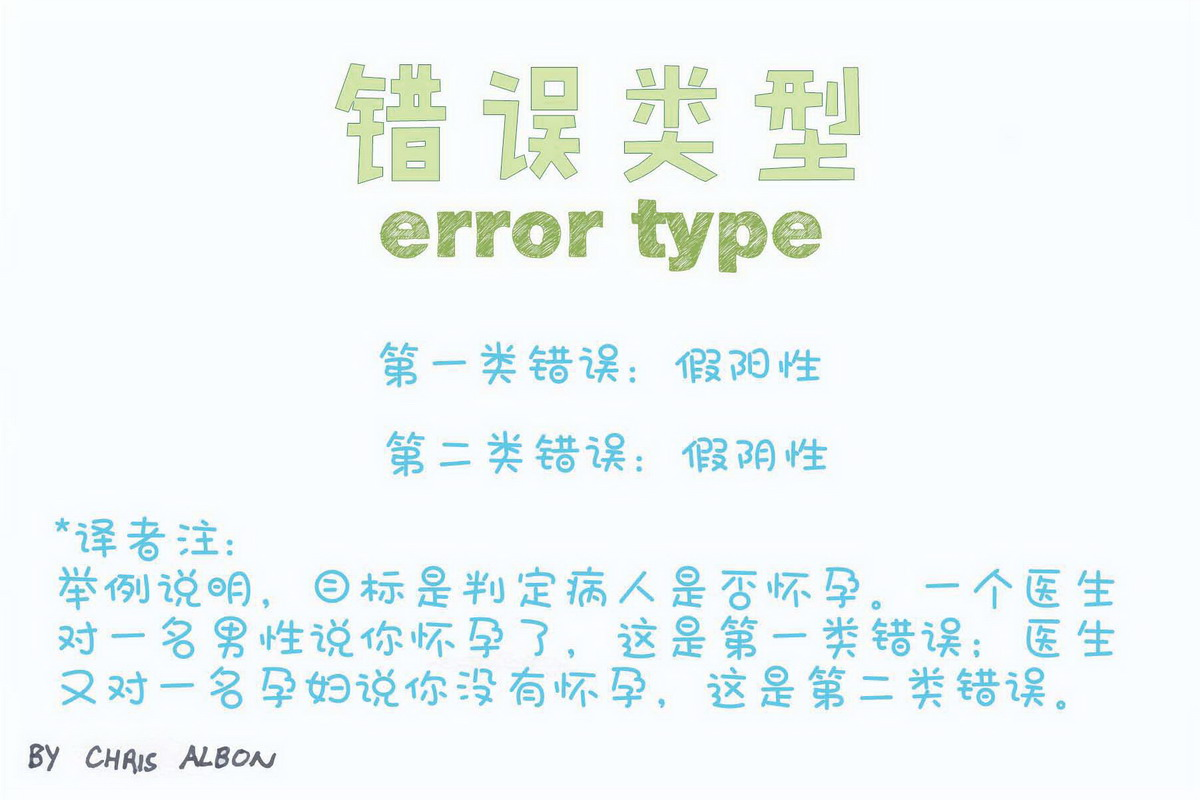 错误类型
error type
第一类错误：假阳性
第二类错误：假阴性
*译者注：
举例说明，目标是判定病人是否怀孕。一个医生
对一名男性说你怀孕了，这是第一类错误；医生
又对一名孕妇说你没有怀孕，这是第二类错误。
BY CHRIS ALBON